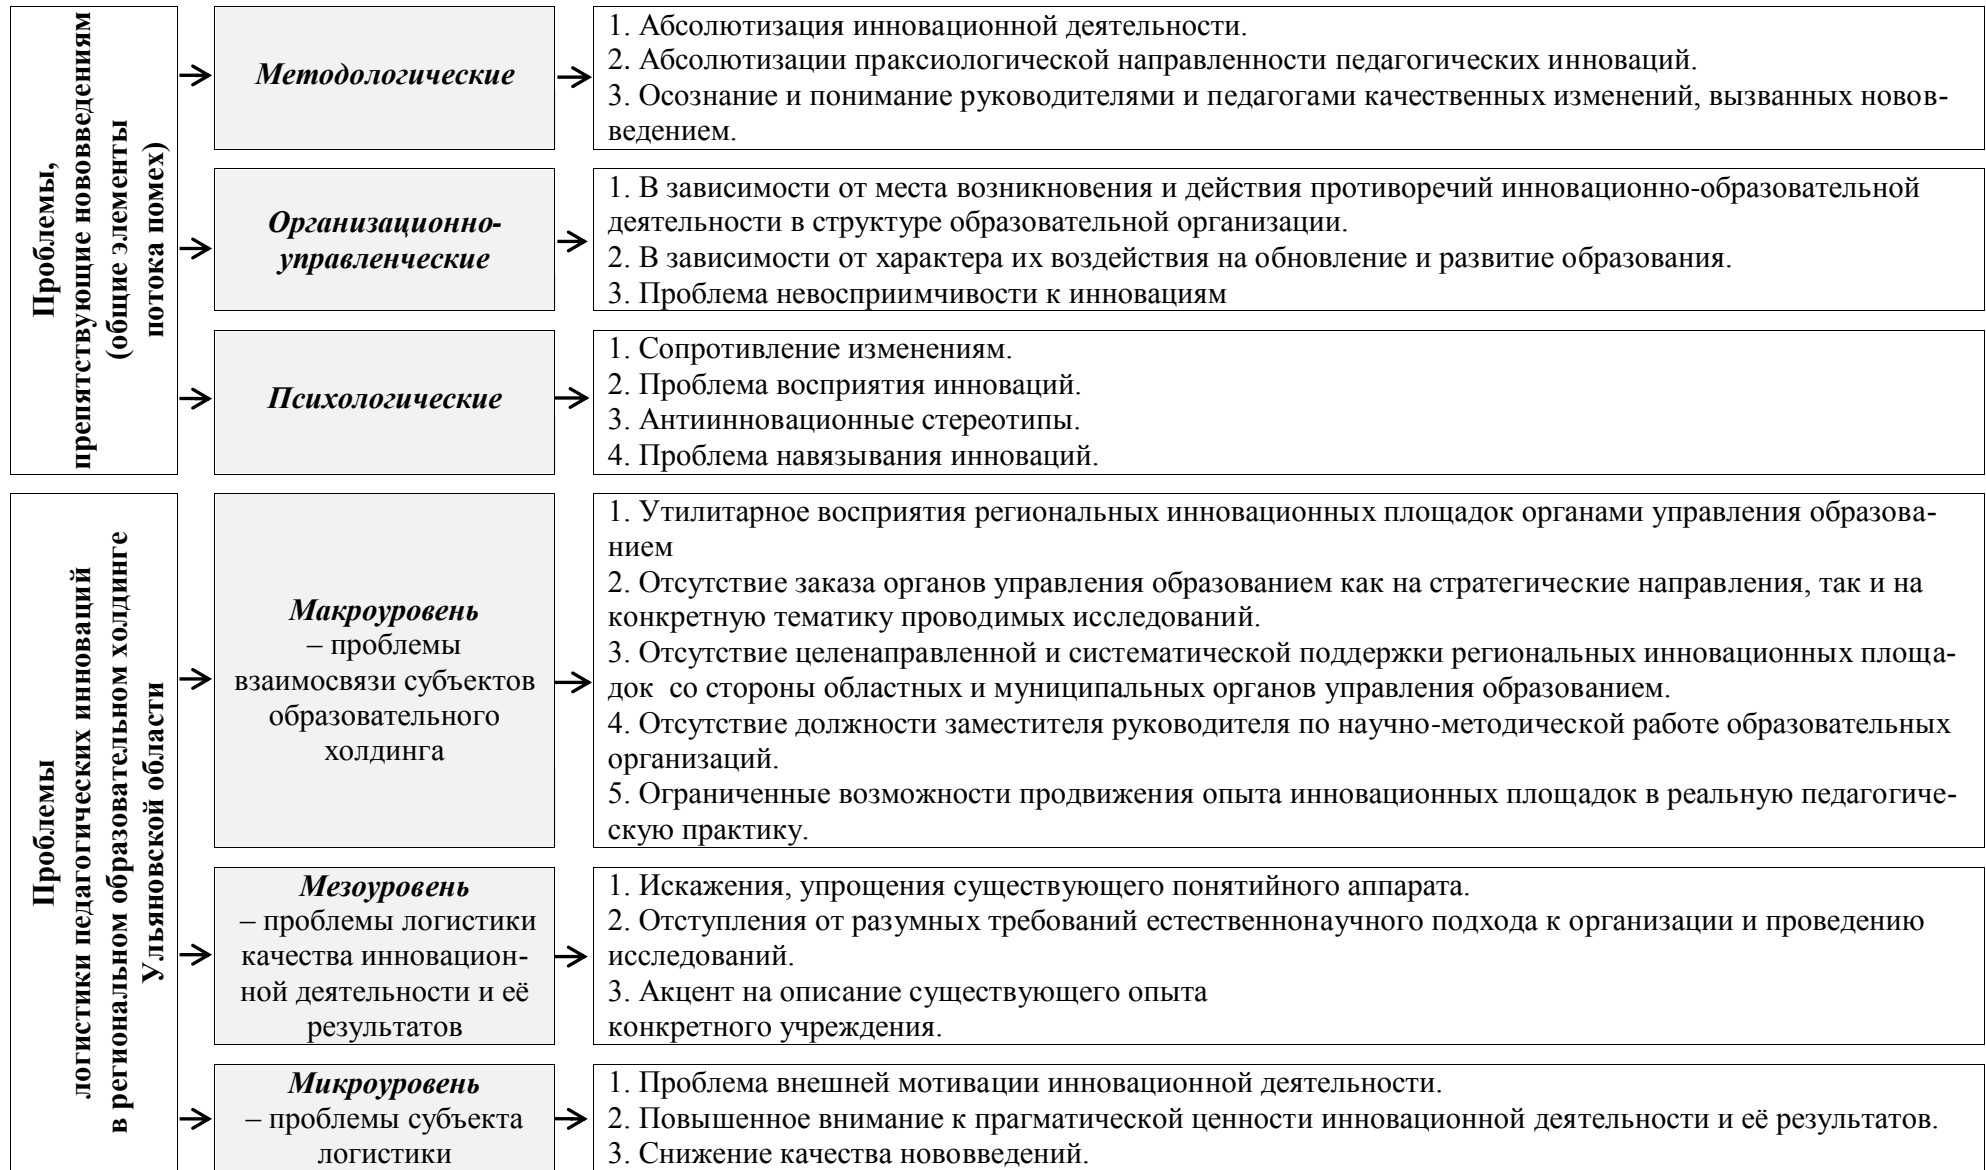 Проблемы,
препятствующие нововведениям
(общие элементы
потока помех)
Методологические
1. Абсолютизация инновационной деятельности.
2. Абсолютизации праксиологической направленности педагогических инноваций.
3. Осознание и понимание руководителями и педагогами качественных изменений, вызванных новов-
ведением.
Организационно-
управленческие
1. В зависимости от места возникновения и действия противоречий инновационно-образовательной
деятельности в структуре образовательной организации.
2. В зависимости от характера их воздействия на обновление и развитие образования.
3. Проблема невосприимчивости к инновациям
Психологические
1. Сопротивление изменениям.
2. Проблема восприятия инноваций.
3. Антиинновационные стереотипы.
4. Проблема навязывания инноваций.
Проблемы
логистики педагогических инноваций
в региональном образовательном холдинге
Ульяновской области
Макроуровень
– проблемы
взаимосвязи субъектов
образовательного
холдинга
1. Утилитарное восприятия региональных инновационных площадок органами управления образова-
нием
2. Отсутствие заказа органов управления образованием как на стратегические направления, так и на
конкретную тематику проводимых исследований.
3. Отсутствие целенаправленной и систематической поддержки региональных инновационных площа-
док со стороны областных и муниципальных органов управления образованием.
4. Отсутствие должности заместителя руководителя по научно-методической работе образовательных
организаций.
5. Ограниченные возможности продвижения опыта инновационных площадок в реальную педагогиче-
скую практику.
Мезоуровень
– проблемы логистики
качества инновацион-
ной деятельности и её
результатов
1. Искажения, упрощения существующего понятийного аппарата.
2. Отступления от разумных требований естественнонаучного подхода к организации и проведению
исследований.
3. Акцент на описание существующего опыта
конкретного учреждения.
Микроуровень
– проблемы субъекта
логистики
1. Проблема внешней мотивации инновационной деятельности.
2. Повышенное внимание к прагматической ценности инновационной деятельности и её результатов.
3. Снижение качества нововведений.